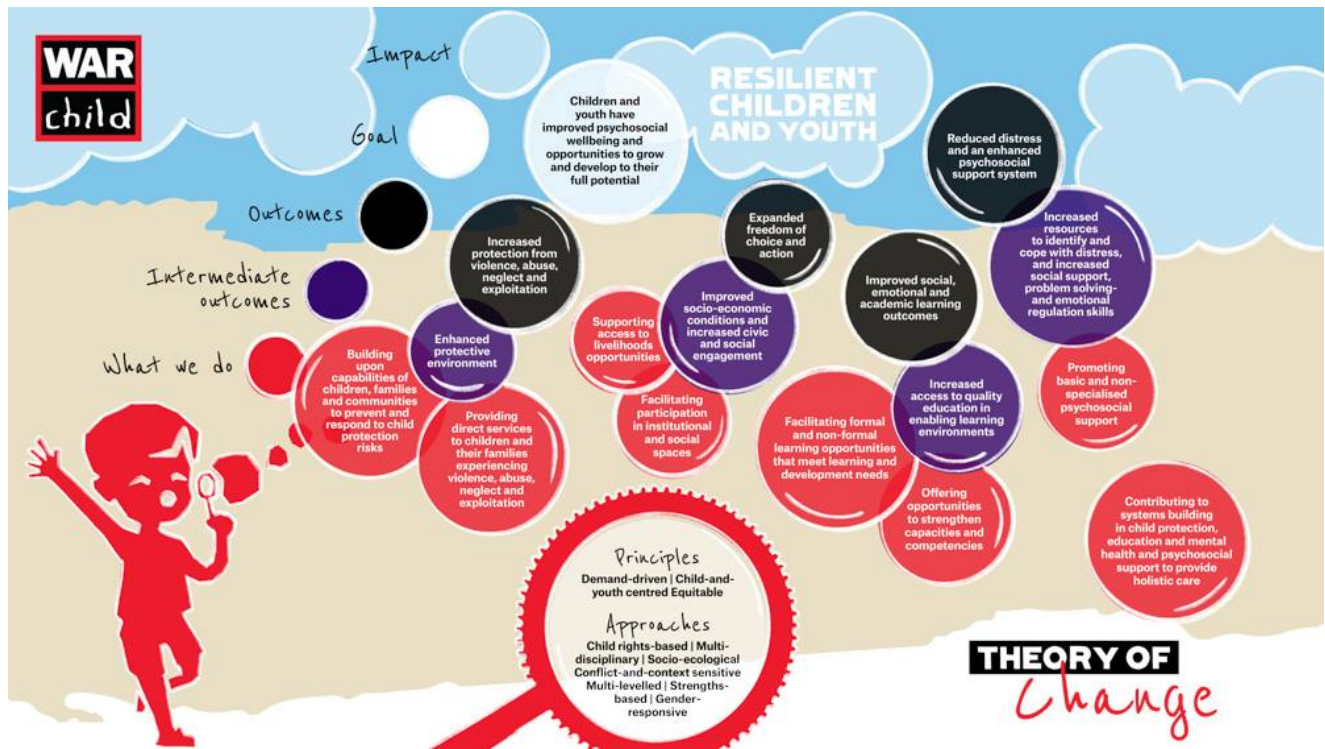 WAR
child
Impact
Goal
Outcomes
Intermediate
outcomes
What we do
RESILIENT
CHILDREN
AND YOUTH
Children and
youth have
improved psychosocial
wellbeing and
opportunities to grow
and develop to their
full potential
Reduced distress
and an enhanced
psychosocial
support system
Increased
protection from
violence, abuse,
neglect and
exploitation
Expanded
freedom of
choice and
action
Improved social,
emotional and
academic learning
outcomes
Increased
resources
to identify and
cope with distress,
and increased
social support,
problem solving-
and emotional
regulation skills
Enhanced
protective
environment
Supporting
access to
livelihoods
opportunities
Improved
socio-economic
conditions and
increased civic
and social
engagement
Building
upon
capabilities of
children, families
and communities
to prevent and
respond to child
protection
risks
Providing
direct services
to children and
their families
experiencing
violence, abuse,
neglect and
exploitation
Facilitating
participation
in institutional
and social
spaces
Facilitating formal
and non-formal
learning opportunities
that meet learning and
development needs
Increased
access to quality
education in
enabling learning
environments
Promoting
basic and non-
specialised
psychosocial
support
Offering
opportunities
to strengthen
capacities and
competencies
Contributing to
systems building
in child protection,
education and mental
health and psychosocial
support to provide
holistic care
Principles
Demand-driven | Child-and-
youth centred Equitable
Approaches
Child rights-based | Multi-
disciplinary | Socio-ecological
Conflict-and-context sensitive
Multi-levelled | Strengths-
based | Gender-
responsive
THEORY OF
Change